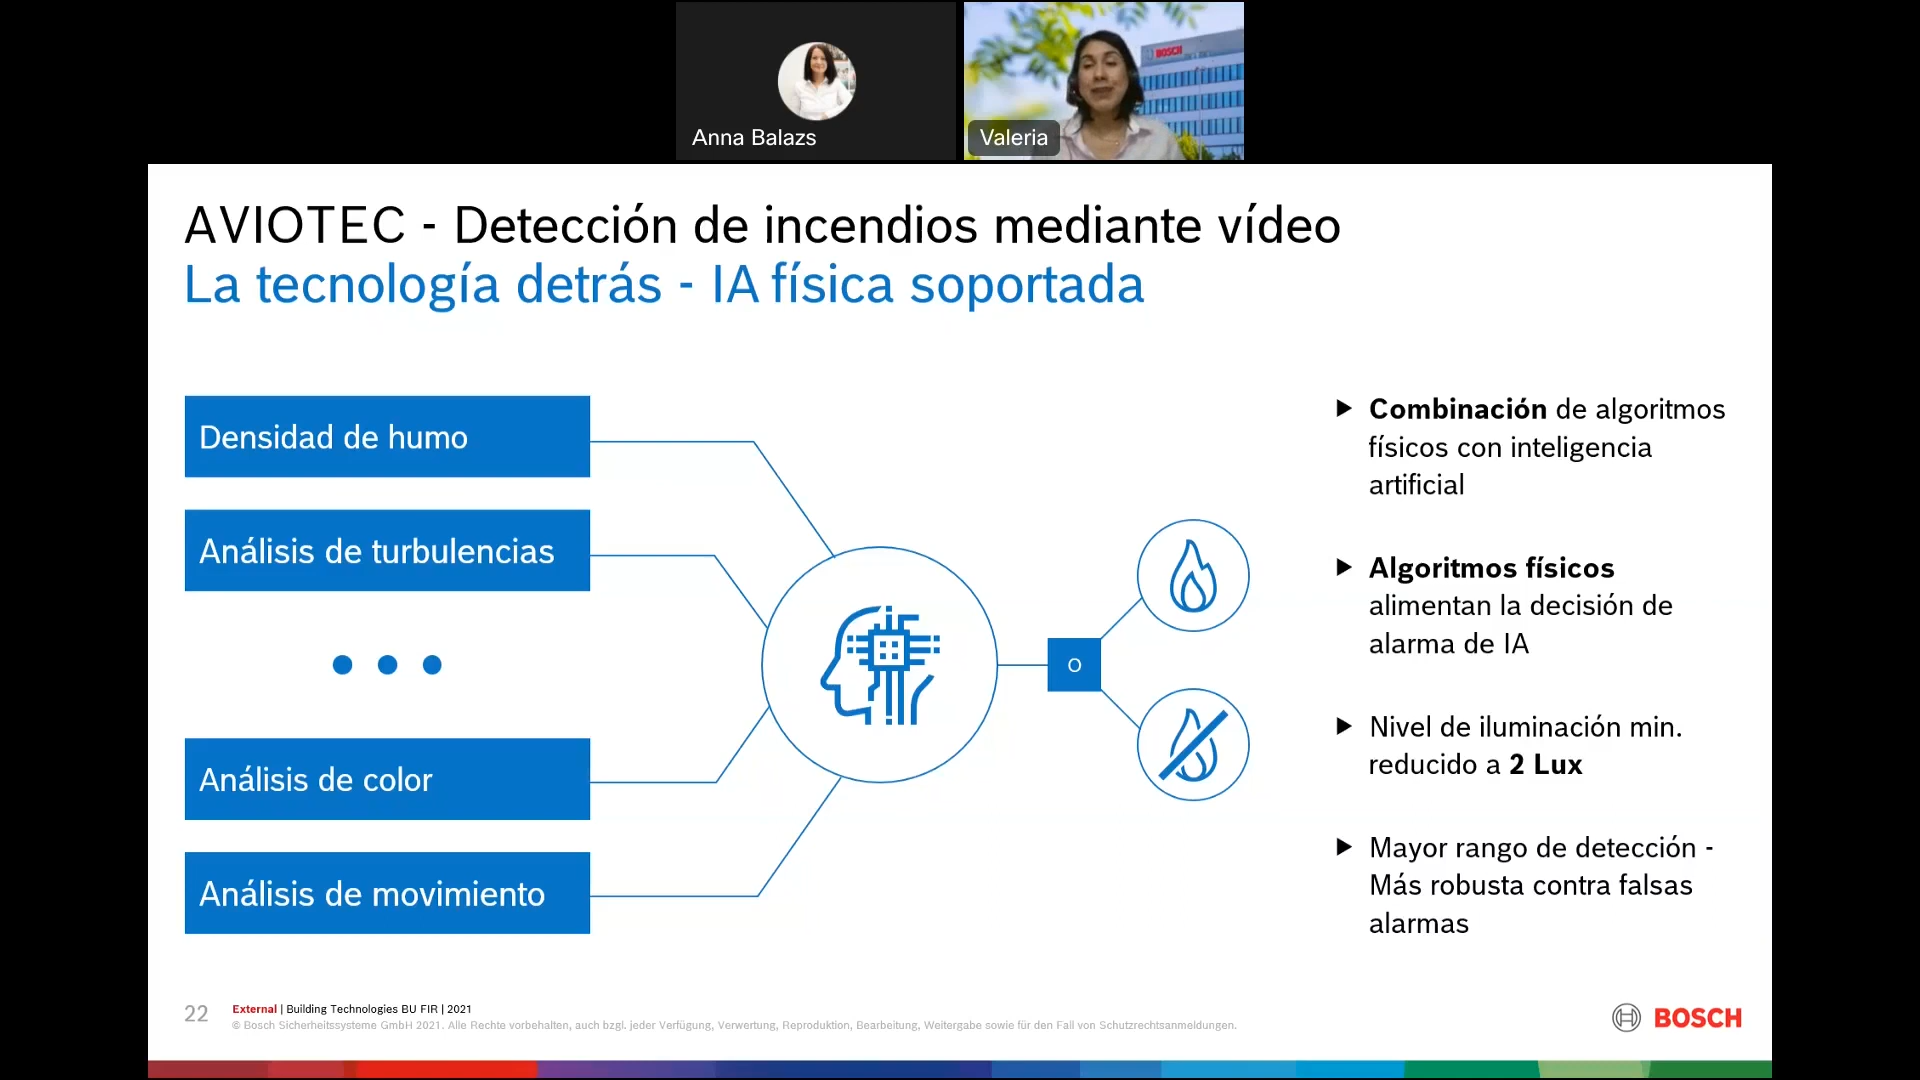 Anna Balazs
Valeria
BOSCH
AVIOTEC - Detección de incendios mediante vídeo
La tecnología detrás - IA física soportada
Densidad de humo
Análisis de turbulencias
Análisis de color
Análisis de movimiento
O
Combinación de algoritmos
físicos con inteligencia
artificial
Algoritmos físicos
alimentan la decisión de
alarma de IA
Nivel de iluminación min.
reducido a 2 Lux
Mayor rango de detección -
Más robusta contra falsas
alarmas
22
External | Building Technologies BU FIR | 2021
© Bosch Sicherheitssysteme GmbH 2021. Alle Rechte vorbehalten, auch bzgl. jeder Verfügung, Verwertung, Reproduktion, Bearbeitung, Weitergabe sowie für den Fall von Schutzrechtsanmeldungen.
BOSCH